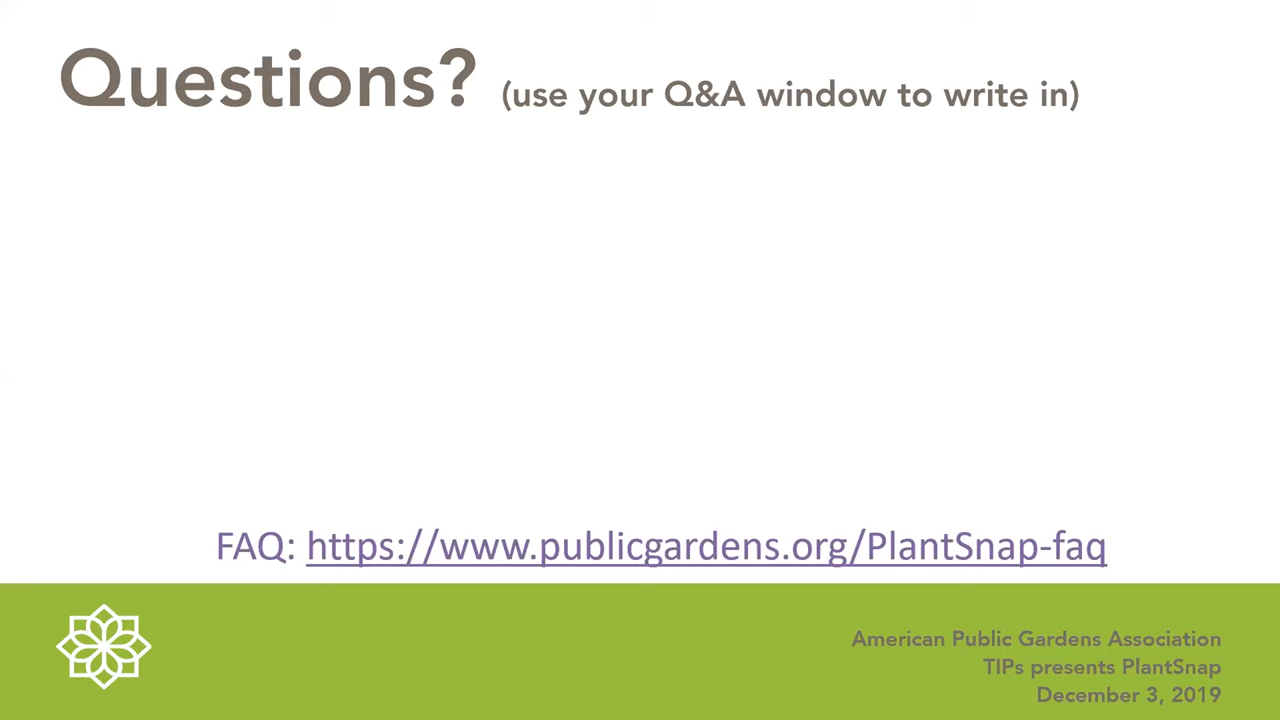 Questions? (use your Q&A window to write in)
FAQ: https://www.publicgardens.org/PlantSnap-faq
American Public Gardens Association
TIPs presents PlantSnap
December 3, 2019